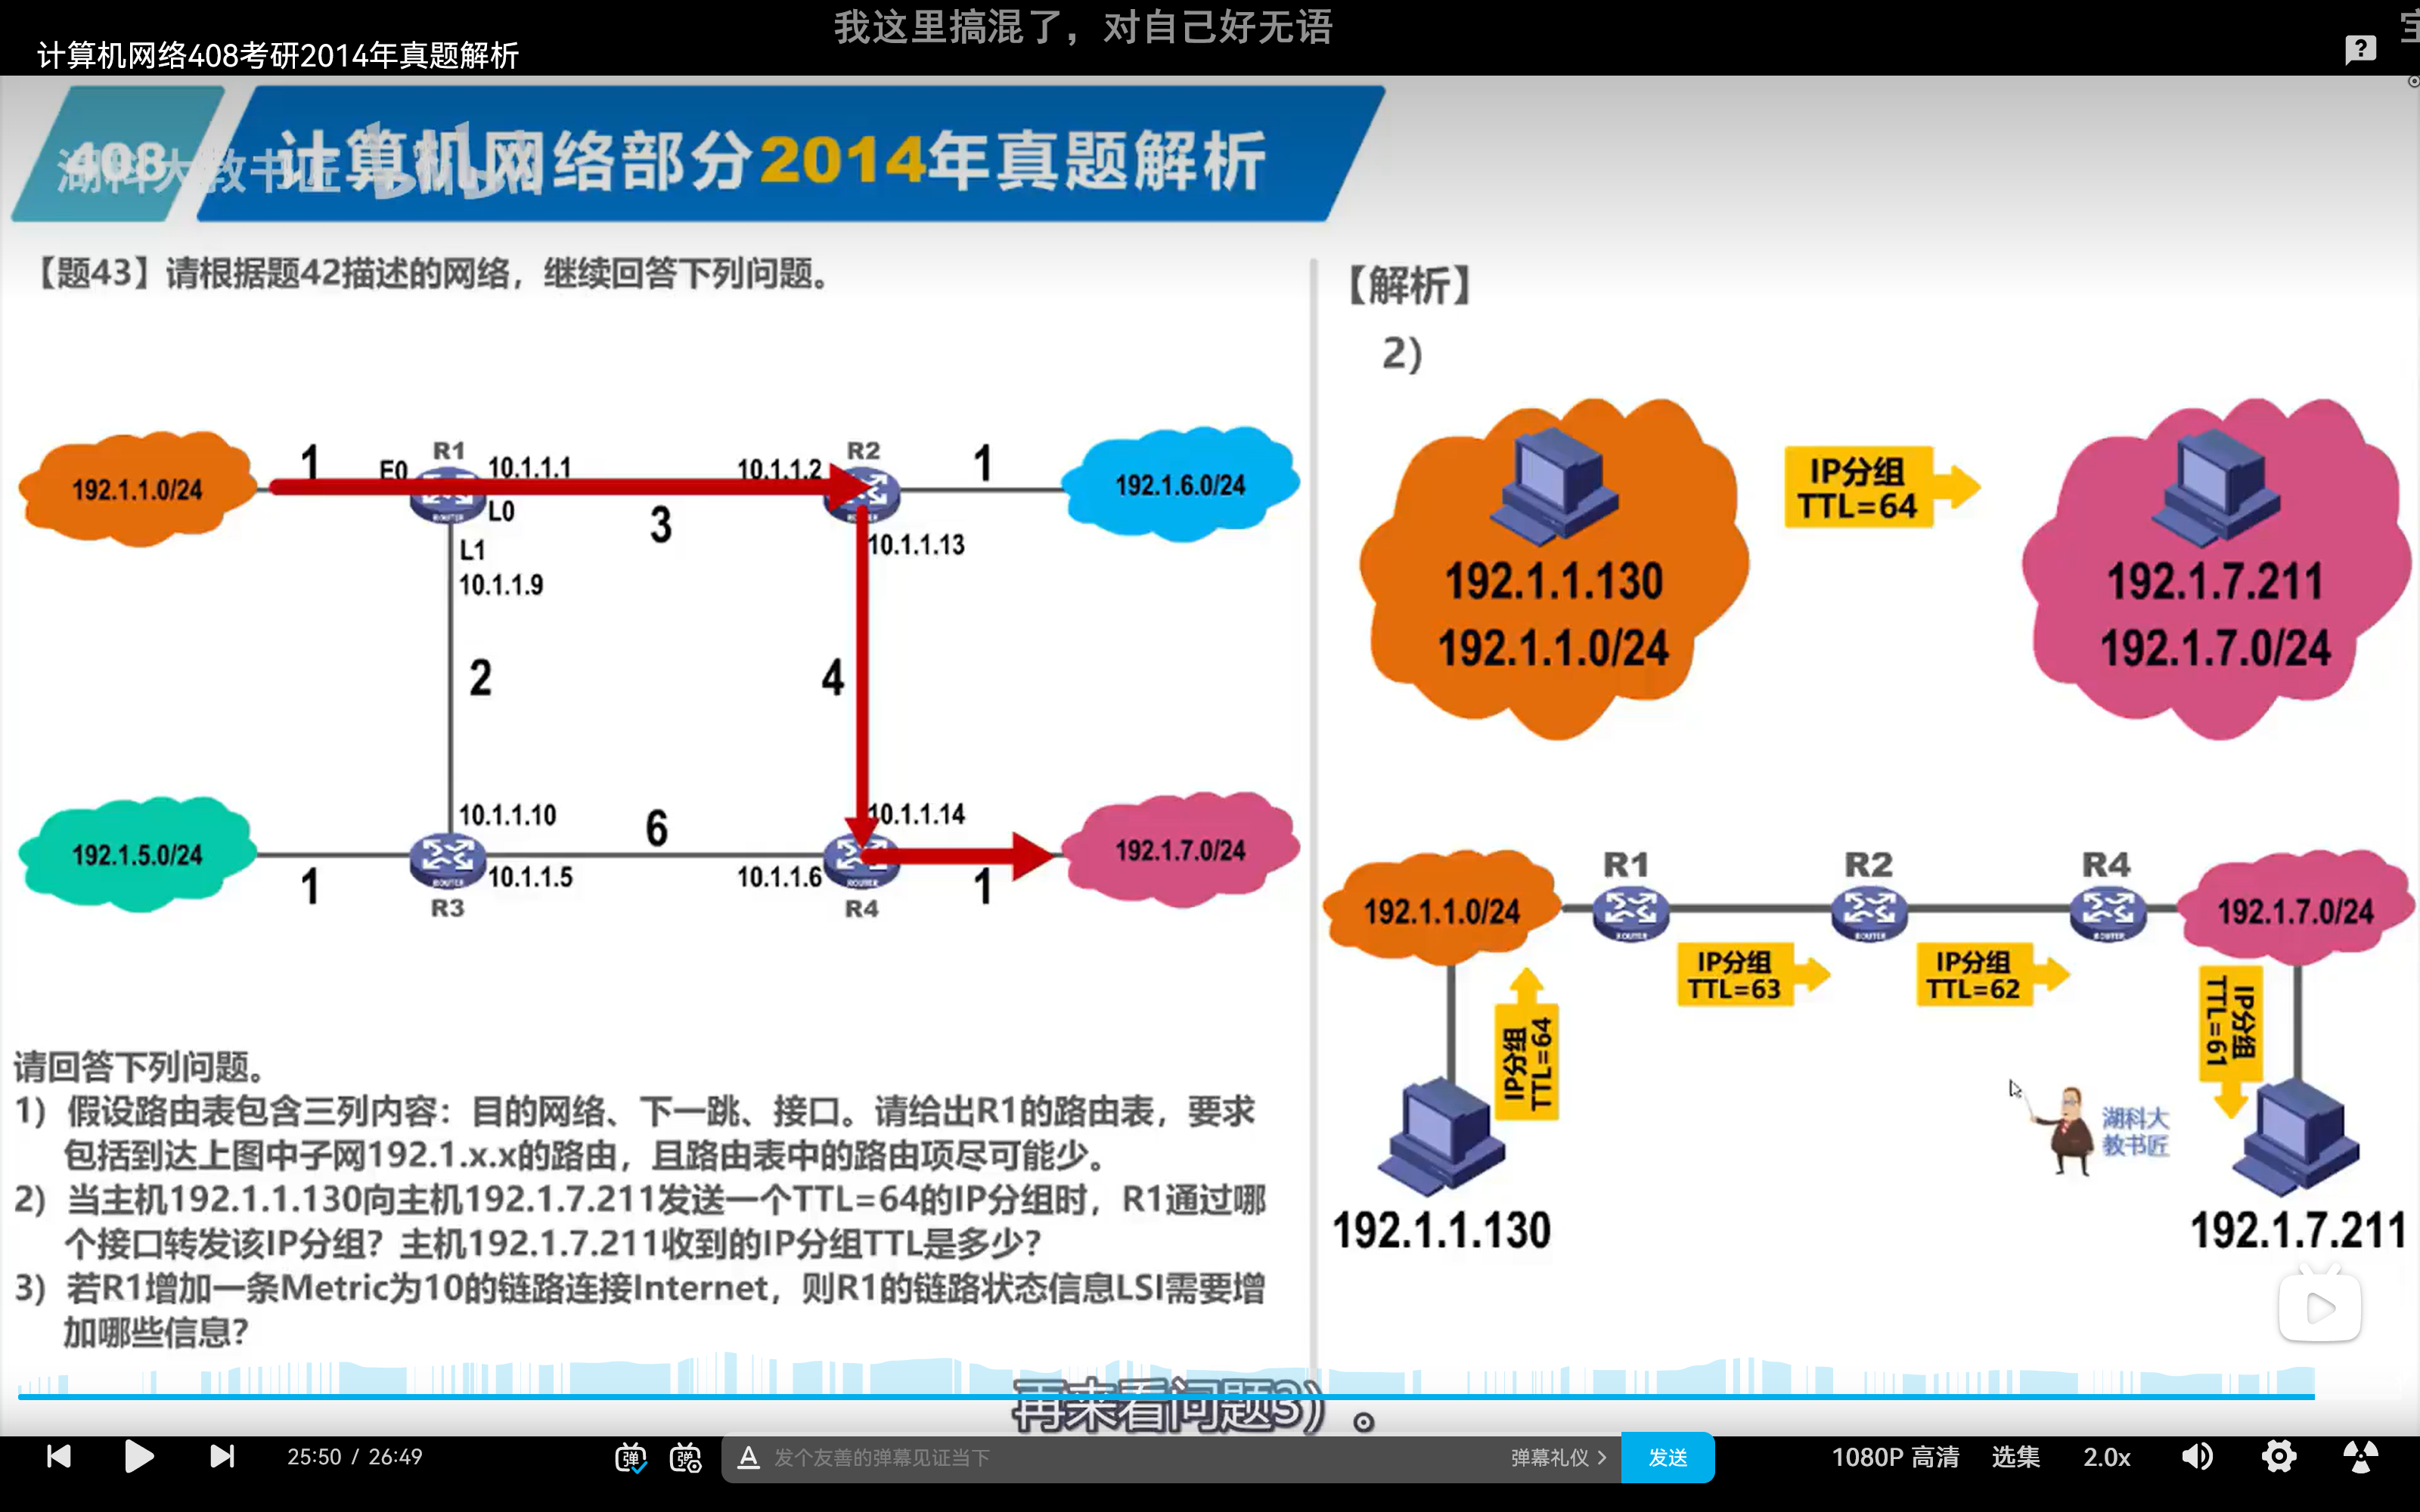 我这里搞混了，对自己好无语
计算机网络408考研2014年真题解析
408
计算机网络部分2014年真题解析
湖科大教书匠 bilibili
【题43】请根据题42描述的网络，继续回答下列问题。
192.1.1.0/24
1
E0
R1
10.1.1.1
L0
3
10.1.1.2
R2
1
192.1.6.0/24
L1
10.1.1.9
10.1.1.13
2
4
10.1.1.10
6
10.1.1.14
192.1.5.0/24
1
10.1.1.5
R3
10.1.1.6
R4
1
192.1.7.0/24
请回答下列问题。
1）假设路由表包含三列内容：目的网络、下一跳、接口。请给出R1的路由表，要求
包括到达上图中子网192.1.x.x的路由，且路由表中的路由项尽可能少。
2）当主机192.1.1.130向主机192.1.7.211发送一个TTL=64的IP分组时，R1通过哪
个接口转发该IP分组？主机192.1.7.211收到的IP分组TTL是多少？
3）若R1增加一条Metric为10的链路连接Internet，则R1的链路状态信息LSI需要增
加哪些信息？
【解析】
2）
192.1.1.130
192.1.1.0/24
IP分组
TTL=64
192.1.7.211
192.1.7.0/24
192.1.1.0/24
R1
R2
R4
192.1.7.0/24
ROUTER
ROUTER
ROUTER
IP分组
TTL=64
IP分组
TTL=63
IP分组
TTL=62
IP分组
TTL=61
湖科大
教书匠
192.1.1.130
192.1.7.211
再来看问题3）。
25:50 / 26:49
弹
弹
A
发个友善的弹幕见证当下
弹幕礼仪
发送
1080P 高清
选集
2.0x